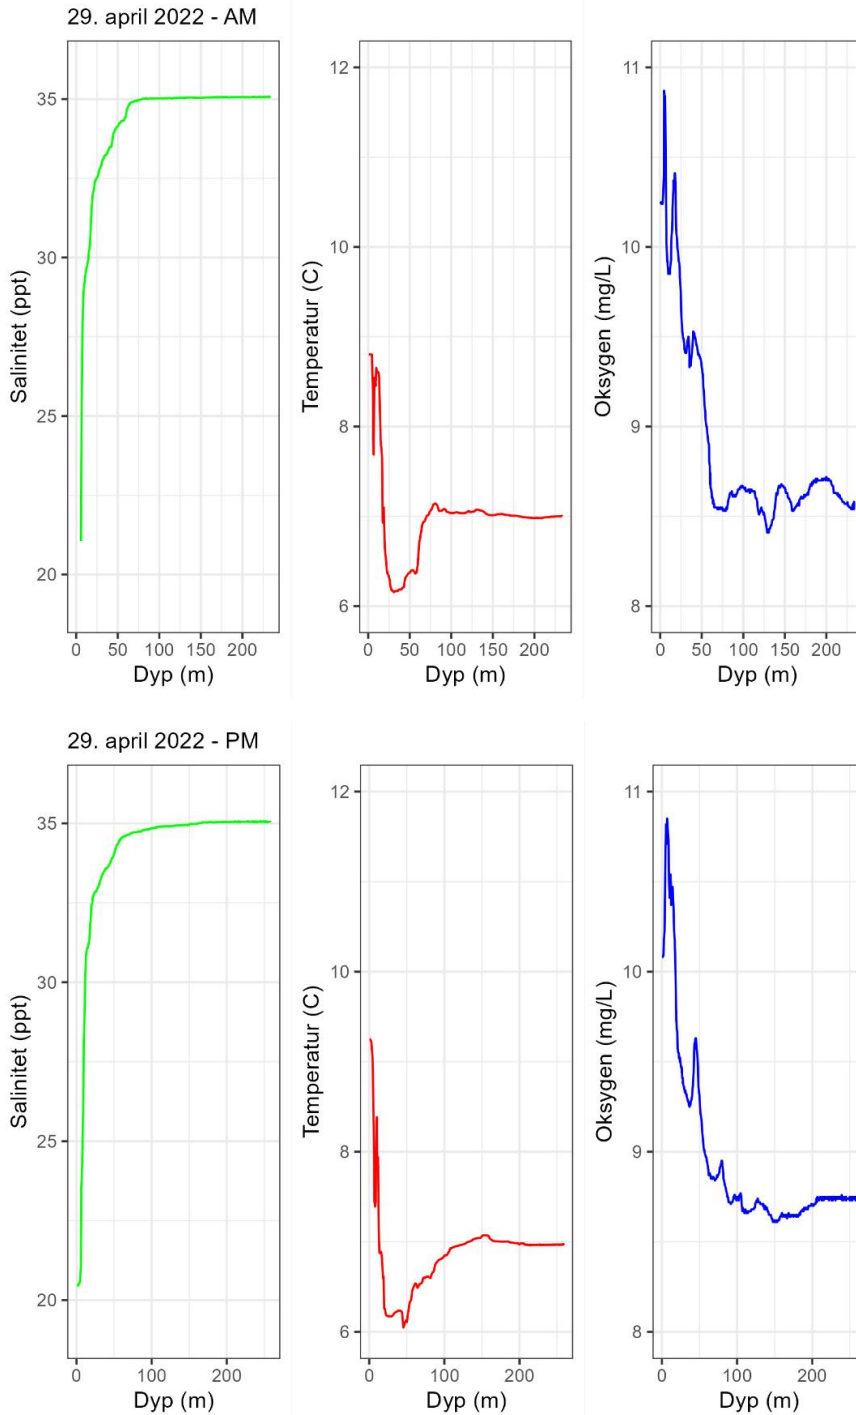 29. april 2022 - AM
Salinitet (ppt)
35
30
25
20
0 50 100 150 200
Dyp (m)
Temperatur (C)
12
10
8
6
0 50 100 150 200
Dyp (m)
Oksygen (mg/L)
11
10
9
8
0 50 100 150 200
Dyp (m)
29. april 2022 - PM
Salinitet (ppt)
35
30
25
20
0 100 200
Dyp (m)
Temperatur (C)
12
10
8
6
0 100 200
Dyp (m)
Oksygen (mg/L)
11
10
9
8
0 100 200
Dyp (m)